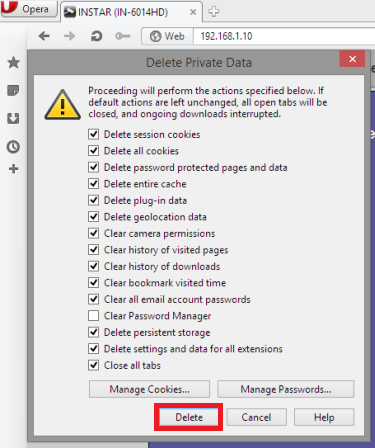 Opera
INSTAR (IN-6014HD)
Web
192.168.1.10
Delete Private Data
Proceeding will perform the actions specified below. If
default actions are left unchanged, all open tabs will be
closed, and ongoing downloads interrupted.
Delete session cookies
Delete all cookies
Delete password protected pages and data
Delete entire cache
Delete plug-in data
Delete geolocation data
Clear camera permissions
Clear history of visited pages
Clear history of downloads
Clear bookmark visited time
Clear all email account passwords
Clear Password Manager
Delete persistent storage
Delete settings and data for all extensions
Close all tabs
Manage Cookies...
Manage Passwords...
Delete
Cancel
Help